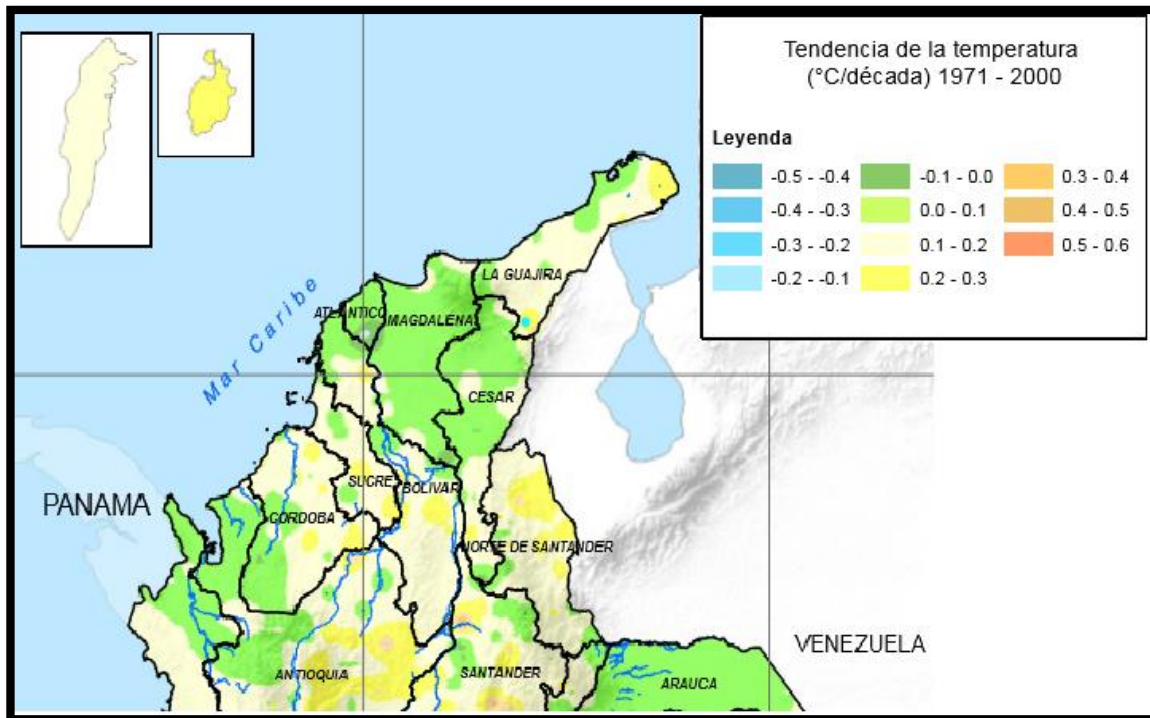 Tendencia de la temperatura
(°C/década) 1971 - 2000
Leyenda
-0.5 - -0.4
-0.4 - -0.3
-0.3 - -0.2
-0.2 - -0.1
-0.1 - 0.0
0.0 - 0.1
0.1 - 0.2
0.2 - 0.3
0.3 - 0.4
0.4 - 0.5
0.5 - 0.6
Mar Caribe
LA GUAJIRA
ATLANTICO
MAGDALENA
CESAR
SUCRE
BOLIVAR
PANAMA
CORDOBA
NORTE DE SANTANDER
VENEZUELA
ANTIOQUIA
SANTANDER
ARAUCA